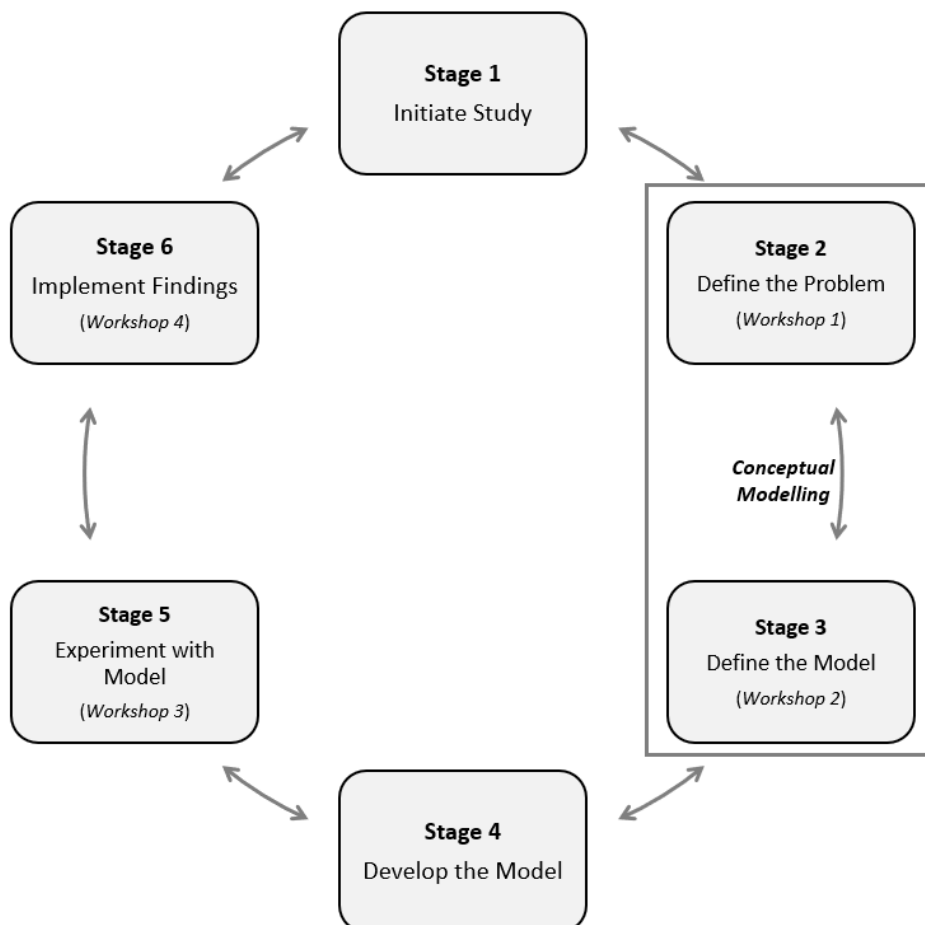 Stage 1
Initiate Study
Stage 2
Define the Problem
(Workshop 1)
Conceptual
Modelling
Stage 3
Define the Model
(Workshop 2)
Stage 4
Develop the Model
Stage 5
Experiment with
Model
(Workshop 3)
Stage 6
Implement Findings
(Workshop 4)